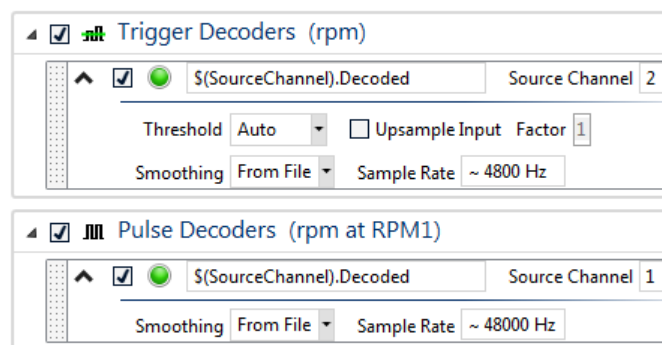 Trigger Decoders (rpm)
$(SourceChannel).Decoded Source Channel 2
Threshold Auto Upsample Input Factor 1
Smoothing From File Sample Rate ~ 4800 Hz
Pulse Decoders (rpm at RPM1)
$(SourceChannel).Decoded Source Channel 1
Smoothing From File Sample Rate ~ 48000 Hz